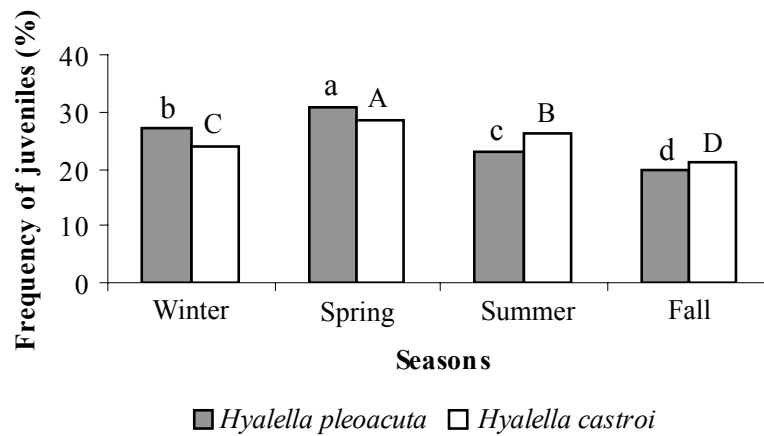 Frequency of juveniles (%)
40
30
20
10
0
b
C
a
A
c
B
d
D
Winter
Spring
Summer
Fall
Seasons
Hyalella pleoacuta
Hyalella castroi